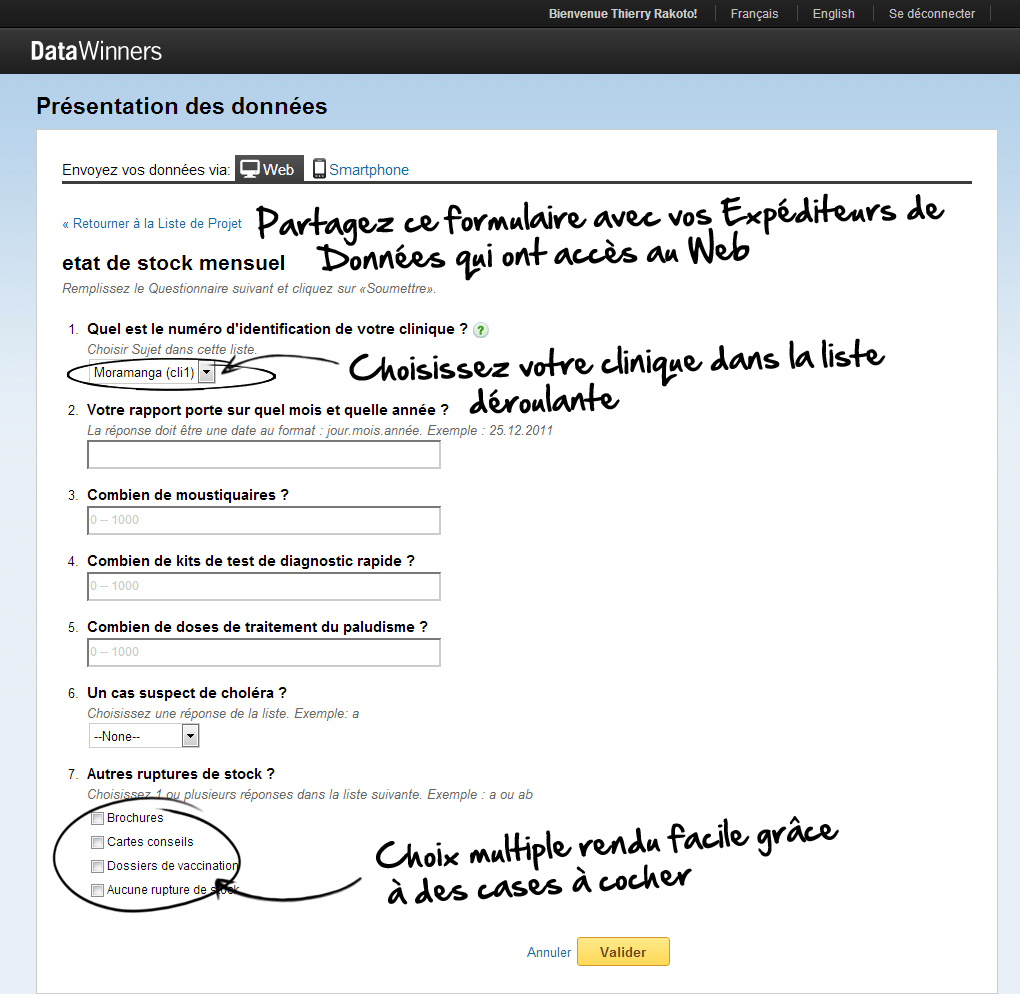 Bienvenue Thierry Rakoto! Français English Se déconnecter
DataWinners
Présentation des données
Envoyez vos données via: Web Smartphone
« Retourner à la Liste de Projet
Partagez ce formulaire avec vos Expéditeurs de
Données qui ont accès au Web
etat de stock mensuel
Remplissez le Questionnaire suivant et cliquez sur «Soumettre».
1. Quel est le numéro d'identification de votre clinique ? ?
Choisir Sujet dans cette liste.
Moramanga (cli1)
Choisissez votre clinique dans la liste
déroulante
2. Votre rapport porte sur quel mois et quelle année ?
La réponse doit être une date au format : jour.mois.année. Exemple : 25.12.2011
3. Combien de moustiquaires ?
0 – 1000
4. Combien de kits de test de diagnostic rapide ?
0 – 1000
5. Combien de doses de traitement du paludisme ?
0 – 1000
6. Un cas suspect de choléra ?
Choisissez une réponse de la liste. Exemple: a
--None--
7. Autres ruptures de stock ?
Choisissez 1 ou plusieurs réponses dans la liste suivante. Exemple : a ou ab
Brochures
Cartes conseils
Dossiers de vaccination
Aucune rupture de stock
Choix multiple rendu facile grâce
à des cases à cocher
Annuler Valider